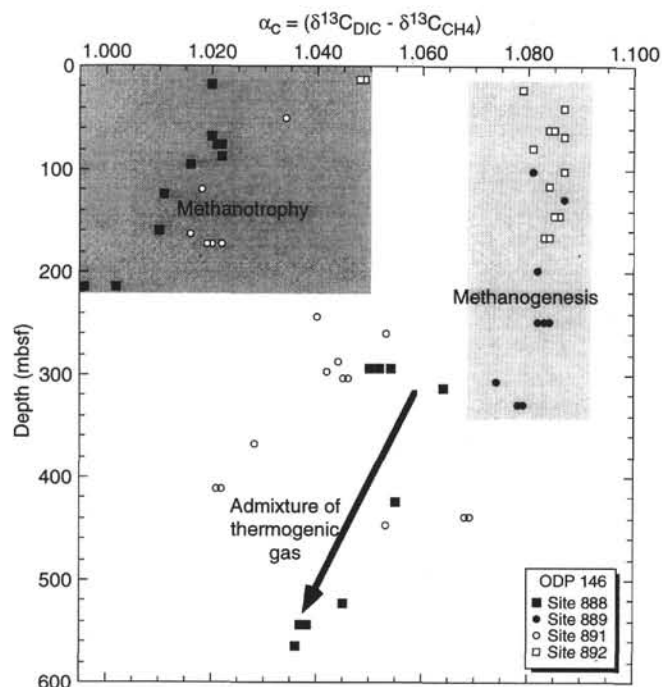 αC = (δ13CDIC - δ13CCH4)
1.000 1.020 1.040 1.060 1.080 1.100
0
100
200
300
400
500
600
Depth (mbsf)
Methanotrophy
Methanogenesis
Admixture of
thermogenic
gas
ODP 146
■ Site 888
● Site 889
○ Site 891
□ Site 892